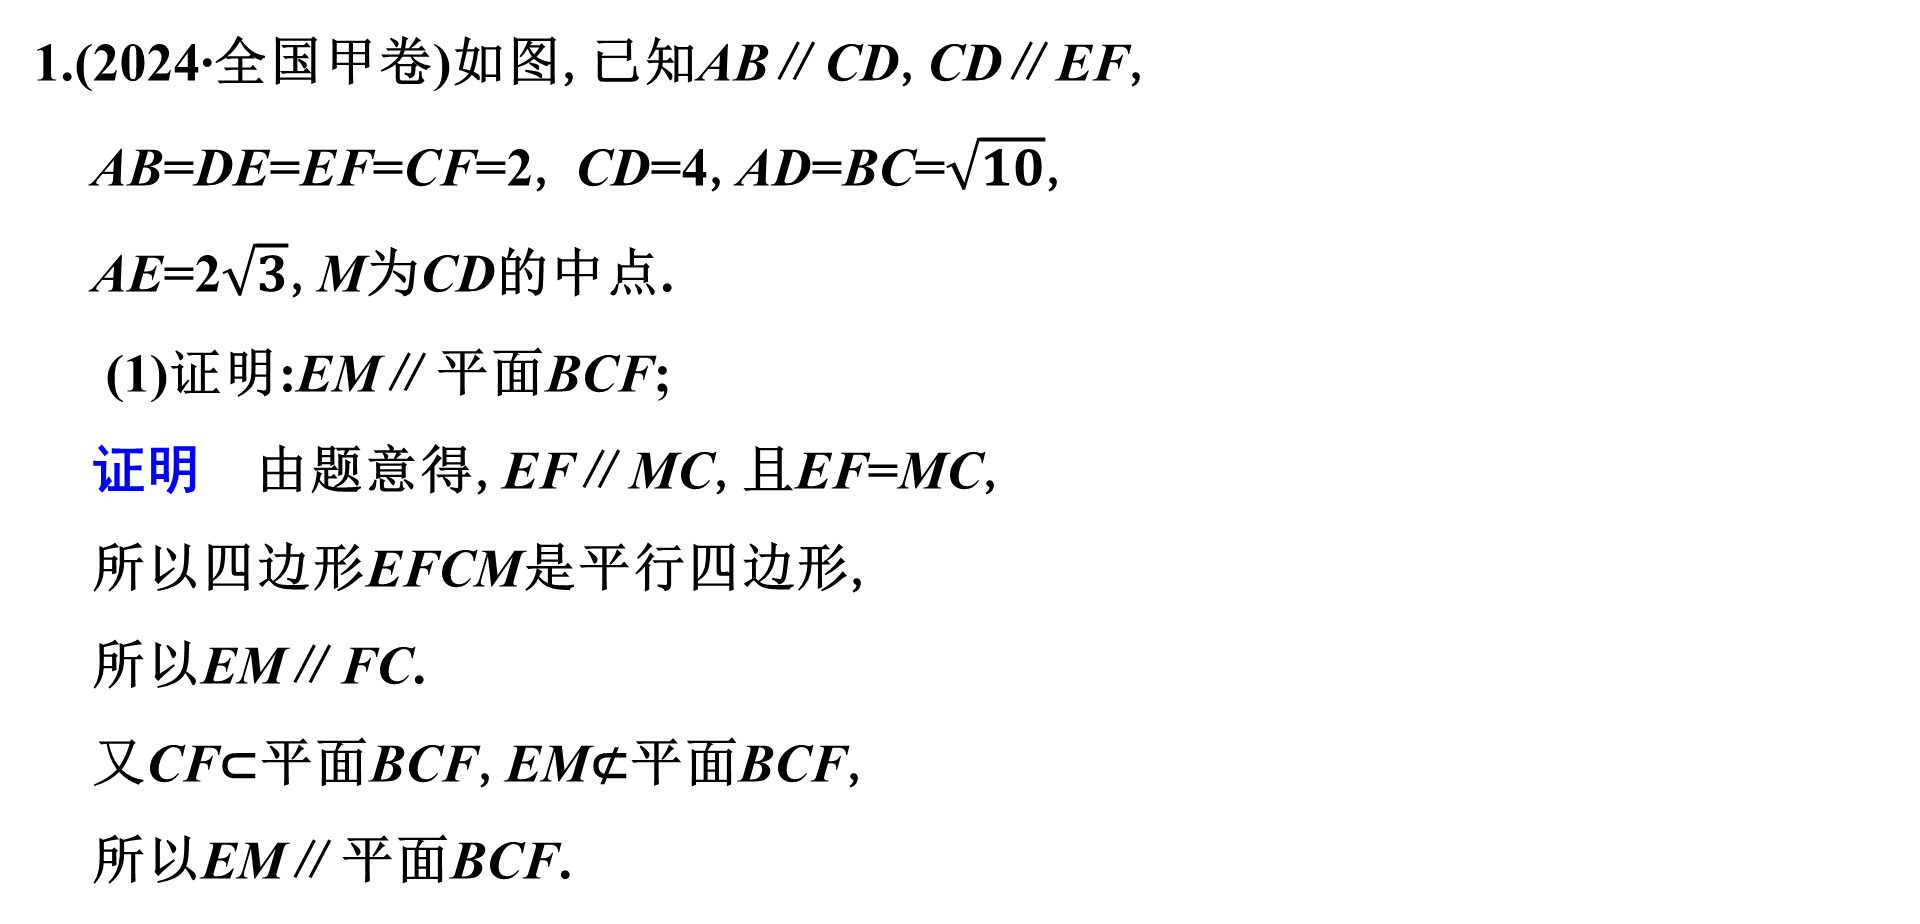 1.(2024·全国甲卷)如图, 已知AB∥CD, CD∥EF,
AB=DE=EF=CF=2, CD=4, AD=BC=√10,
AE=2√3, M为CD的中点.
(1)证明:EM∥平面BCF;
证明 由题意得, EF∥MC, 且EF=MC,
所以四边形EFCM是平行四边形,
所以EM∥FC.
又CF⊂平面BCF, EM⊄平面BCF,
所以EM∥平面BCF.